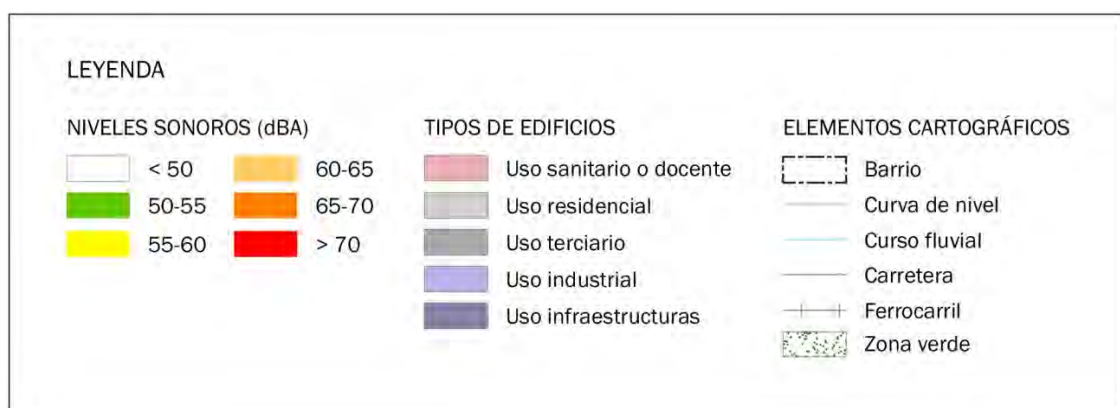 LEYENDA
NIVELES SONOROS (dBA)
< 50
60-65
50-55
65-70
55-60
> 70
TIPOS DE EDIFICIOS
Uso sanitario o docente
Uso residencial
Uso terciario
Uso industrial
Uso infraestructuras
ELEMENTOS CARTOGRÁFICOS
Barrio
Curva de nivel
Curso fluvial
Carretera
Ferrocarril
Zona verde